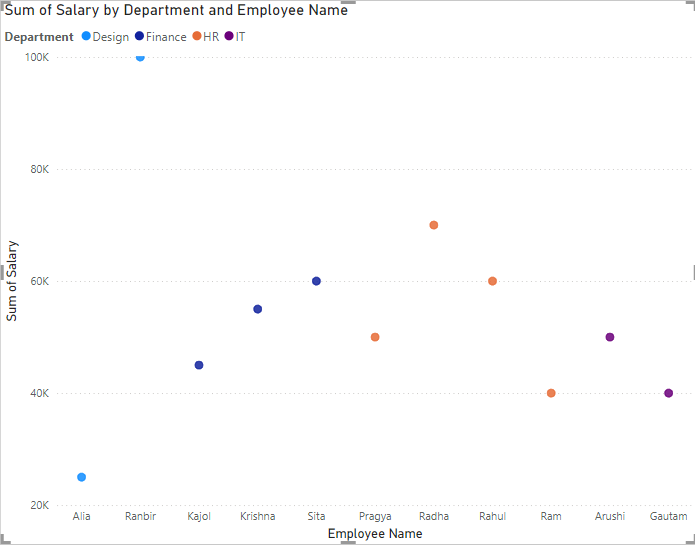 Sum of Salary by Department and Employee Name
Department Design Finance HR IT
100K
80K
60K
40K
20K
Sum of Salary
Alia Ranbir Kajol Krishna Sita Pragya Radha Rahul Ram Arushi Gautam
Employee Name